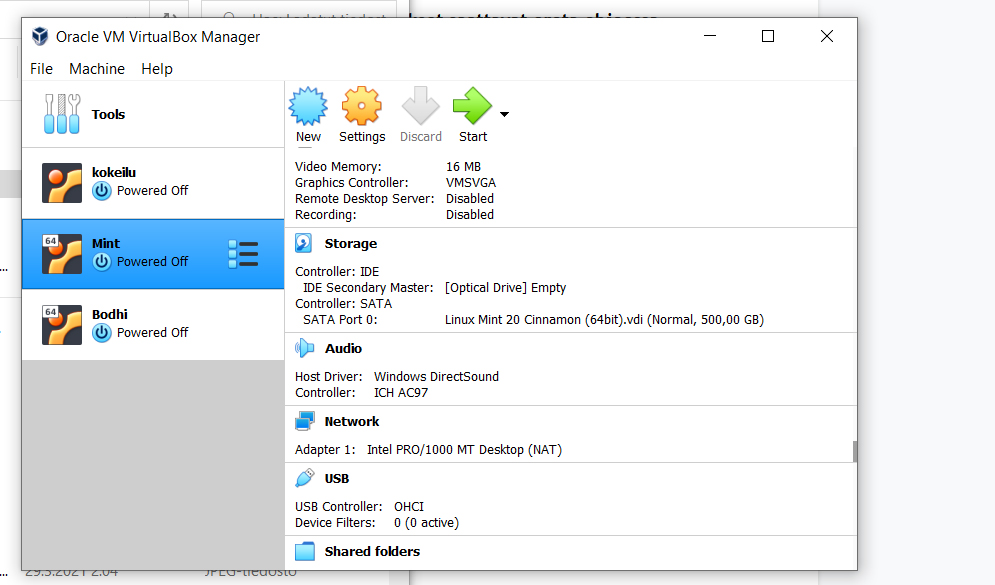 Oracle VM VirtualBox Manager
File Machine Help
Tools
New Settings Discard Start
kokeilu
Powered Off
64
Mint
Powered Off
64
Bodhi
Powered Off
Video Memory: 16 MB
Graphics Controller: VMSVGA
Remote Desktop Server: Disabled
Recording: Disabled
Storage
Controller: IDE
IDE Secondary Master: [Optical Drive] Empty
Controller: SATA
SATA Port 0: Linux Mint 20 Cinnamon (64bit).vdi (Normal, 500,00 GB)
Audio
Host Driver: Windows DirectSound
Controller: ICH AC97
Network
Adapter 1: Intel PRO/1000 MT Desktop (NAT)
USB
USB Controller: OHCI
Device Filters: 0 (0 active)
Shared folders
29.5.2021 2.04 JPEG-tiedosto